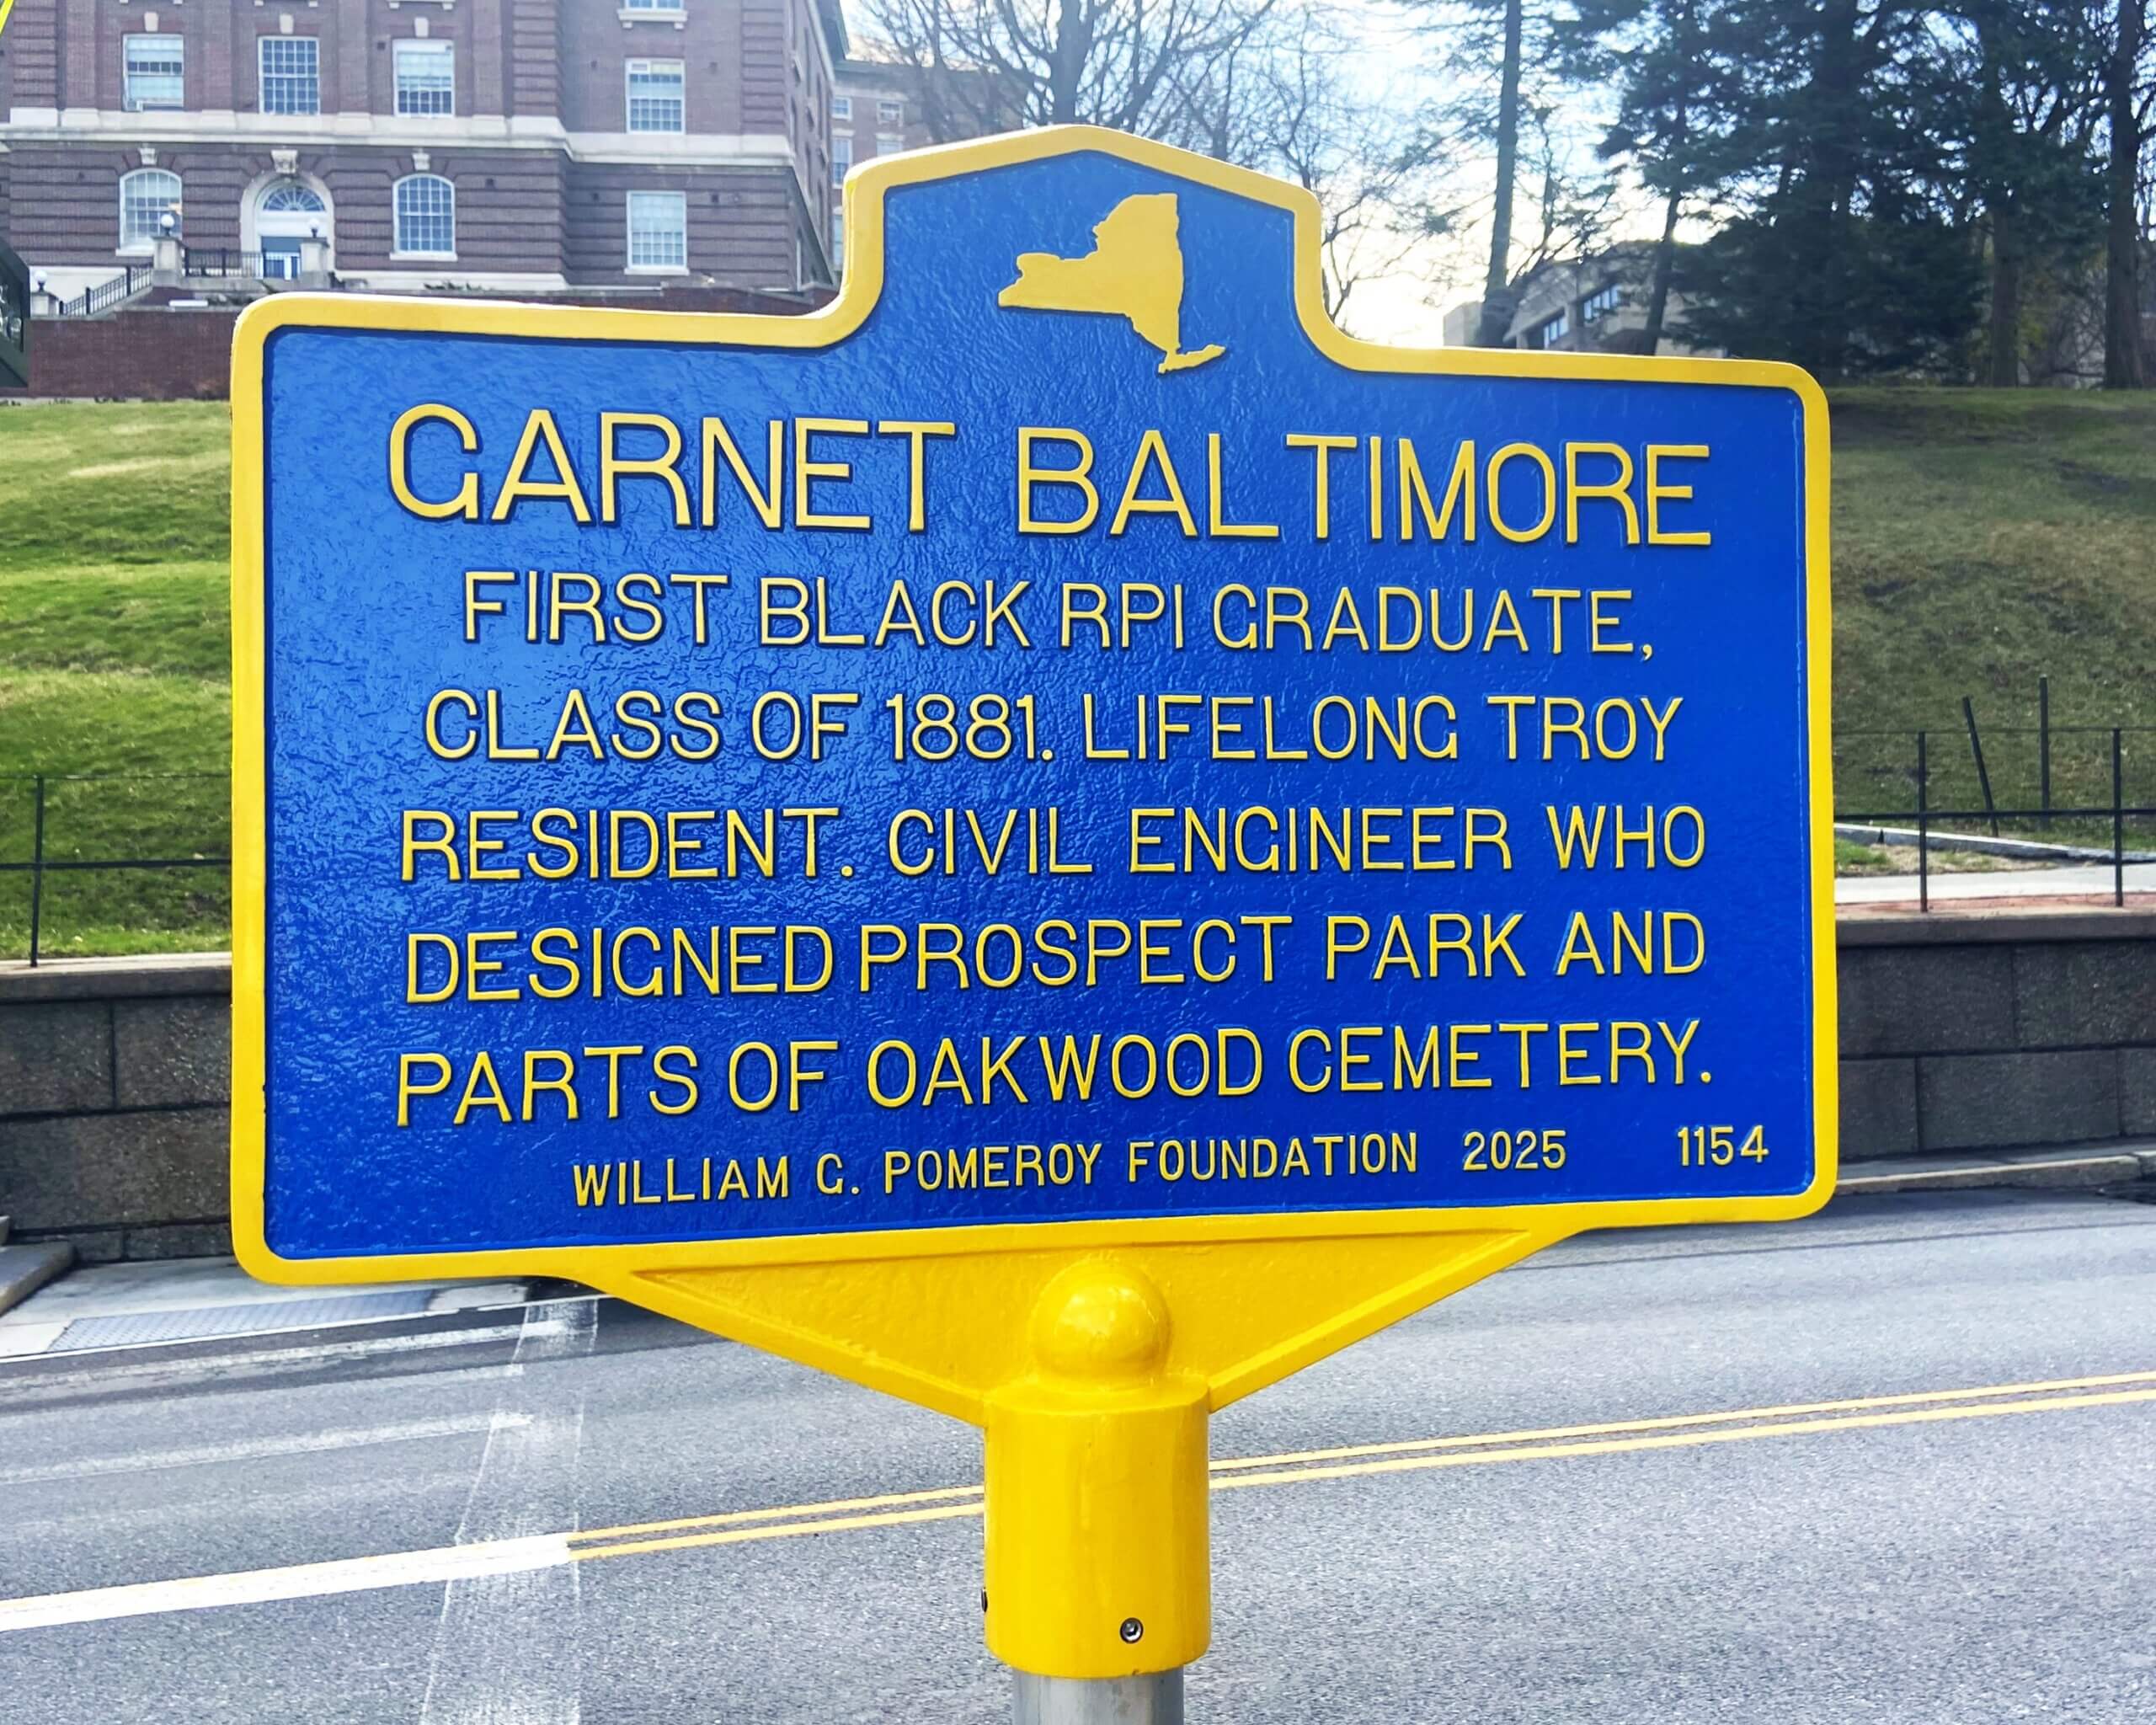 GARNET BALTIMORE
FIRST BLACK RPI GRADUATE,
CLASS OF 1881. LIFELONG TROY
RESIDENT. CIVIL ENGINEER WHO
DESIGNED PROSPECT PARK AND
PARTS OF OAKWOOD CEMETERY.
WILLIAM G. POMEROY FOUNDATION 2025 1154